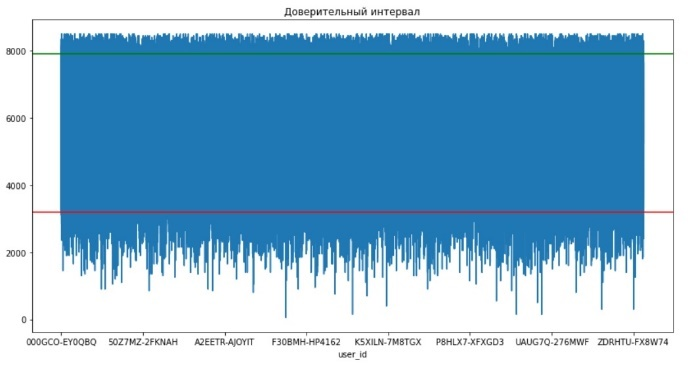 Доверительный интервал
8000
6000
4000
2000
0
000GCO-EY0QBQ 50Z7MZ-2FKNAH A2EETR-AJOYIT F30BMH-HP4162 K5XILN-7M8TGX P8HLX7-XFXGD3 UAUG7Q-276MWF ZDRHTU-FX8W74
user_id